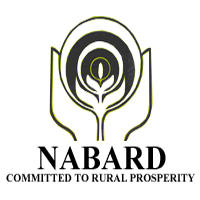 NABARD
COMMITTED TO RURAL PROSPERITY